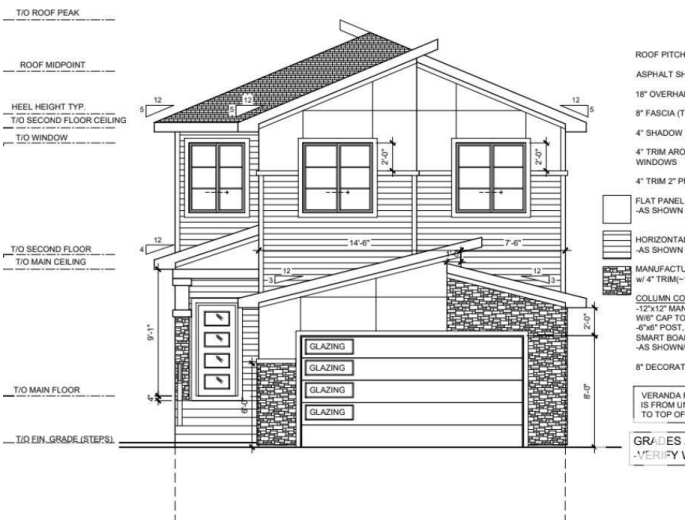 T/O ROOF PEAK
ROOF MIDPOINT
HEEL HEIGHT TYP.
T/O SECOND FLOOR CEILING
T/O WINDOW
T/O SECOND FLOOR
T/O MAIN CEILING
T/O MAIN FLOOR
T/O FIN. GRADE (STEPS)
12
5
12
5
12
5
2'-0"
2'-0"
12
4
14'-6"
7'-6"
1'-0"
12
3
12
3
9'-1"
4"
6'-0"
2'-0"
8'-0"
GLAZING
GLAZING
GLAZING
GLAZING
ROOF PITCH
ASPHALT SH
18" OVERHA
8" FASCIA (T
4" SHADOW
4" TRIM ARO
WINDOWS
4" TRIM 2" P
FLAT PANEL
-AS SHOWN
HORIZONTAL
-AS SHOWN
MANUFACTU
w/ 4" TRIM(~
COLUMN CO
-12"x12" MAN
W/6" CAP TO
-6"x6" POST,
SMART BOA
-AS SHOWN
8" DECORAT
VERANDA
IS FROM U
TO TOP OF
GRADES
-VERIFY